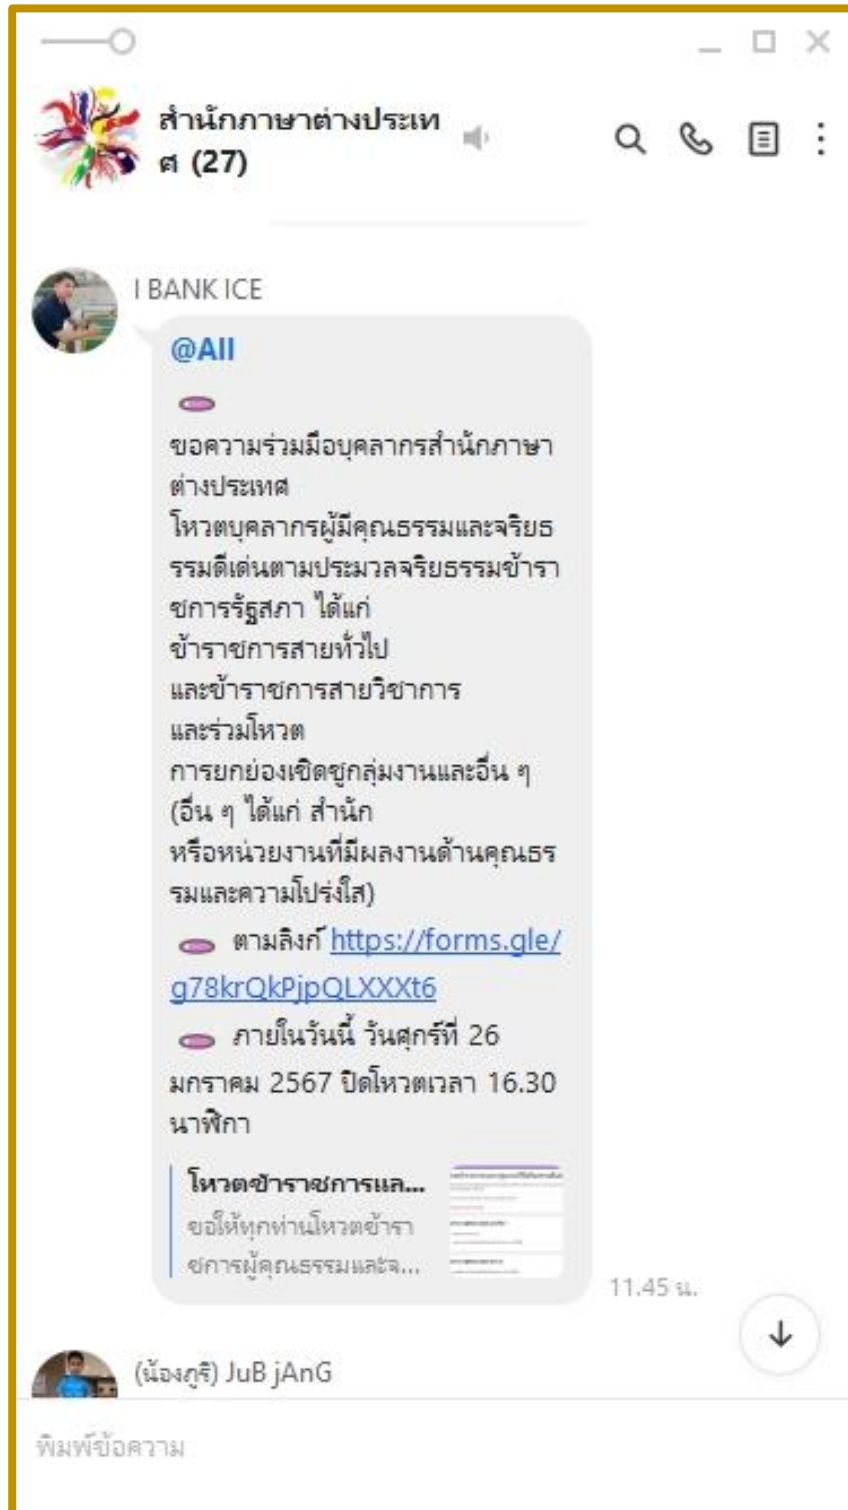 สำนักภาษาต่างประเท
ศ (27)
I BANK ICE
@All
ขอความร่วมมือบุคลากรสำนักภาษา
ต่างประเทศ
โหวตบุคลากรผู้มีคุณธรรมและจริยธ
รรมดีเด่นตามประมวลจริยธรรมข้ารา
ชการรัฐสภา ได้แก่
ข้าราชการสายทั่วไป
และข้าราชการสายวิชาการ
และร่วมโหวต
การยกย่องเชิดชูกลุ่มงานและอื่น ๆ
(อื่น ๆ ได้แก่ สำนัก
หรือหน่วยงานที่มีผลงานด้านคุณธร
รมและความโปร่งใส)
ตามลิงก์ https://forms.gle/
g78krQkPjpQLXXXt6
ภายในวันนี้ วันศุกร์ที่ 26
มกราคม 2567 ปิดโหวตเวลา 16.30
นาฬิกา
โหวตข้าราชการแล...
ขอให้ทุกท่านโหวตข้ารา
ชการผู้คุณธรรมและจ...
11.45 น.
(น้องภูริ) JuB jAnG
พิมพ์ข้อความ